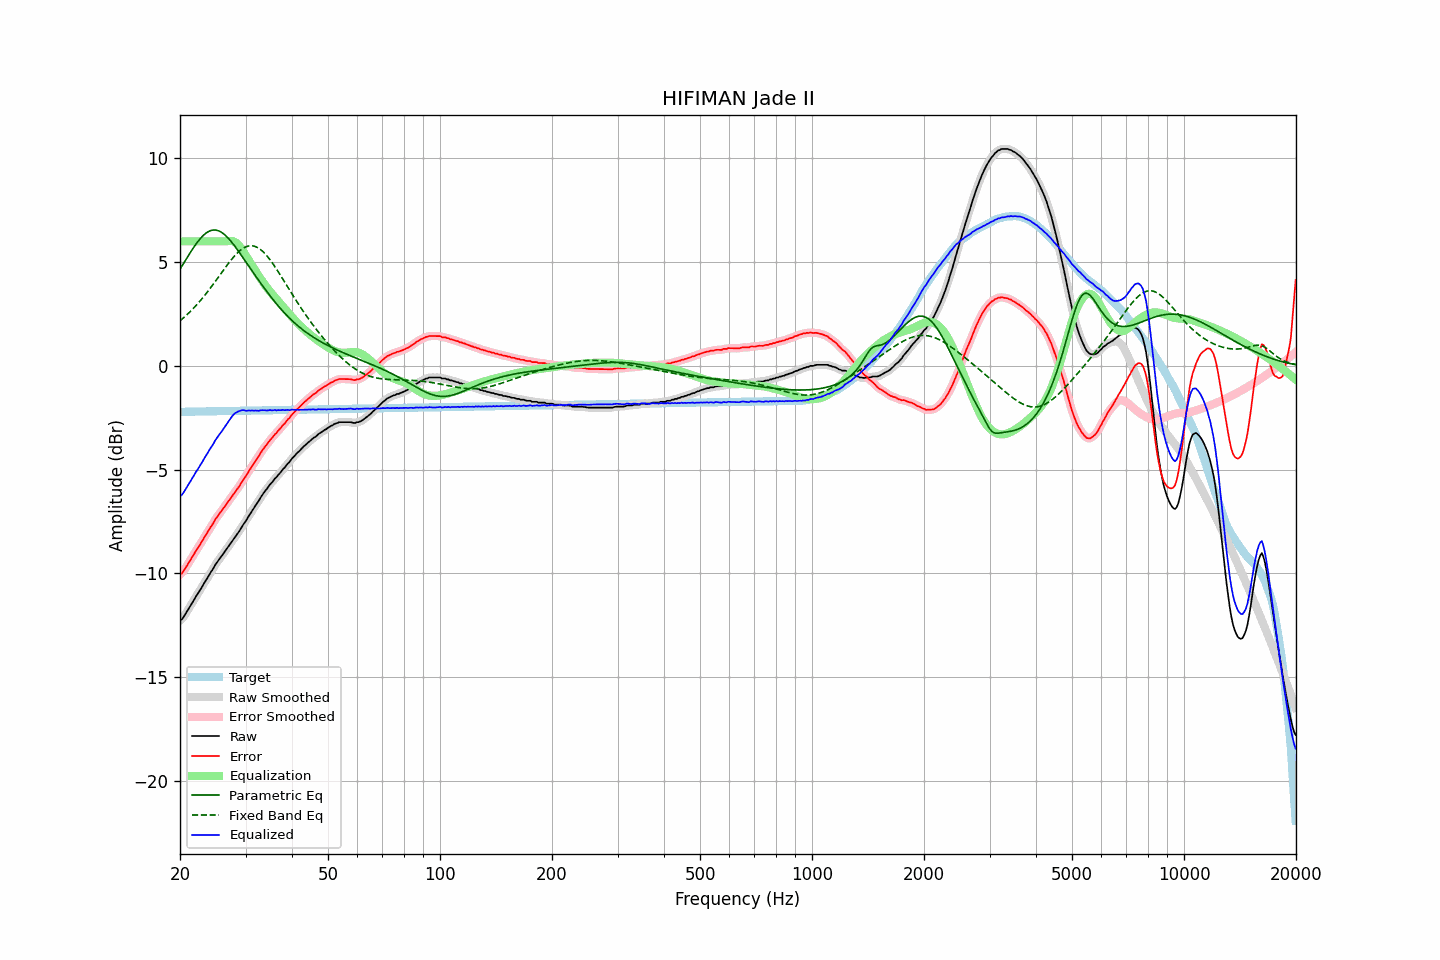 HIFIMAN Jade II
Amplitude (dBr)
10
5
0
−5
−10
−15
−20
Target
Raw Smoothed
Error Smoothed
Raw
Error
Equalization
Parametric Eq
Fixed Band Eq
Equalized
20 50 100 200 500 1000 2000 5000 10000 20000
Frequency (Hz)